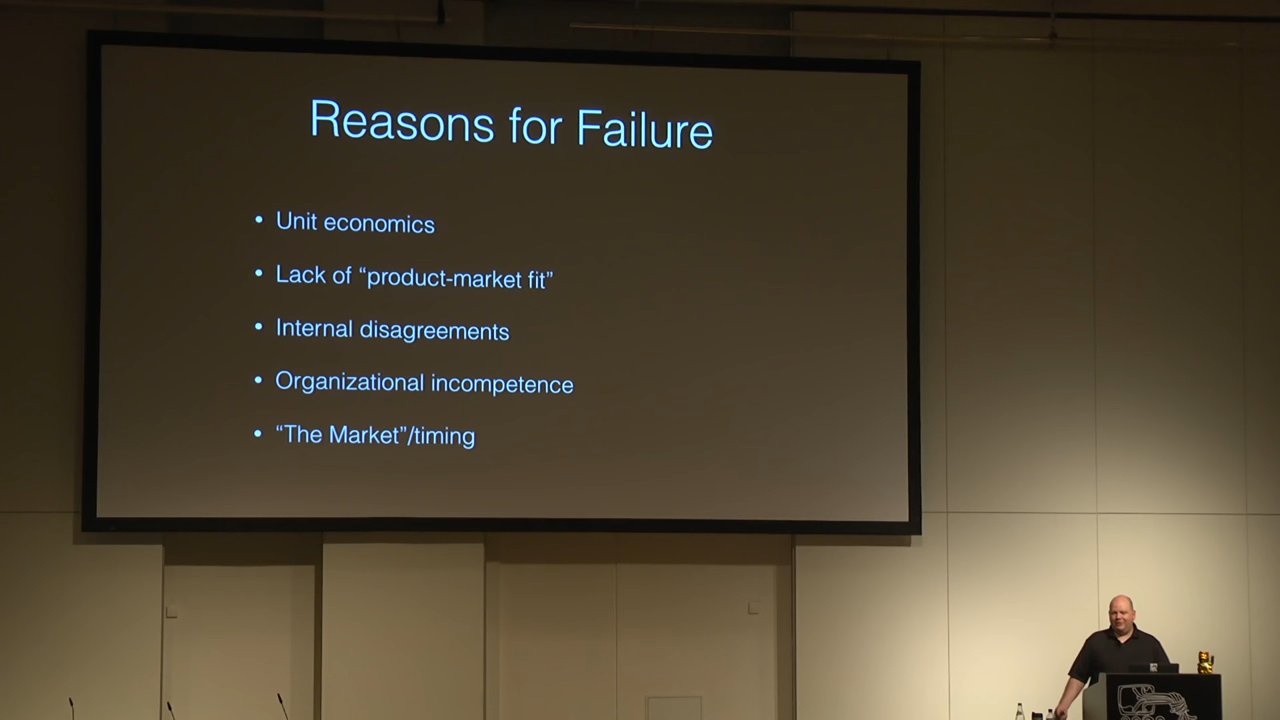 Reasons for Failure
• Unit economics
• Lack of “product-market fit”
• Internal disagreements
• Organizational incompetence
• “The Market”/timing